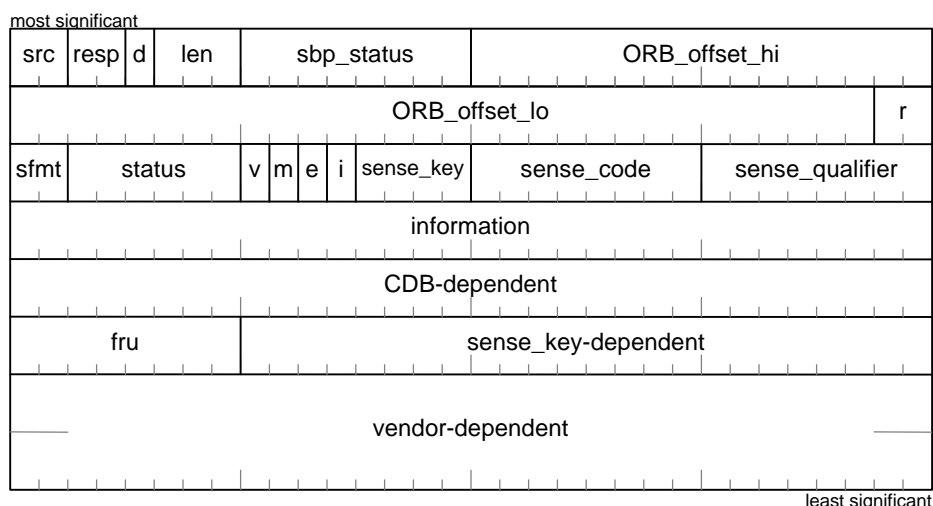 most significant
src resp d len sbp_status ORB_offset_hi
ORB_offset_lo r
sfmt status v m e i sense_key sense_code sense_qualifier
information
CDB-dependent
fru sense_key-dependent
vendor-dependent
least significant